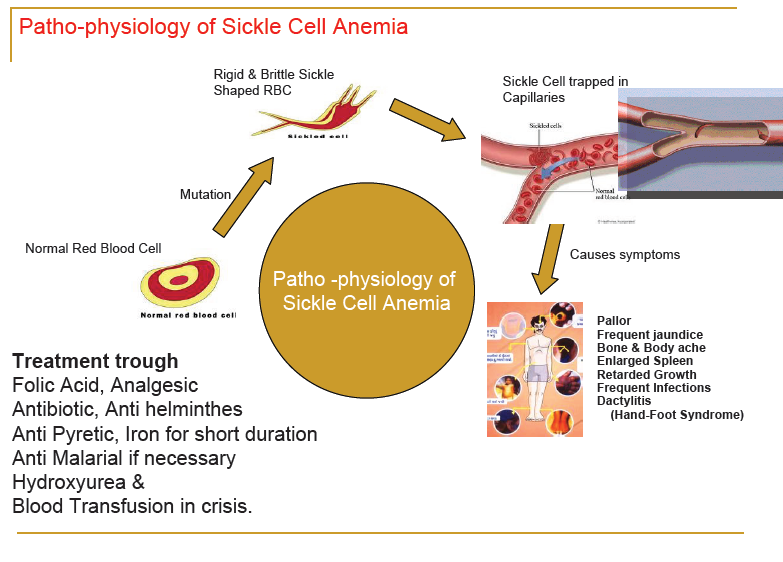 Patho-physiology of Sickle Cell Anemia
Rigid & Brittle Sickle
Shaped RBC
Sickled cell
Sickle Cell trapped in
Capillaries
Sickled cells
Normal
red blood cell
Mutation
Normal Red Blood Cell
Normal red blood cell
Patho -physiology of
Sickle Cell Anemia
Causes symptoms
Pallor
Frequent jaundice
Bone & Body ache
Enlarged Spleen
Retarded Growth
Frequent Infections
Dactylitis
(Hand-Foot Syndrome)
Treatment trough
Folic Acid, Analgesic
Antibiotic, Anti helminthes
Anti Pyretic, Iron for short duration
Anti Malarial if necessary
Hydroxyurea &
Blood Transfusion in crisis.